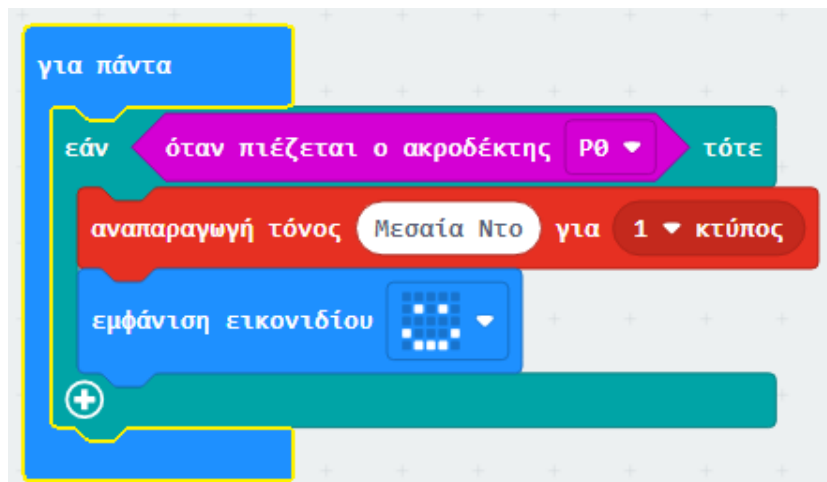 για πάντα
εάν όταν πιέζεται ο ακροδέκτης P0 τότε
αναπαραγωγή τόνος Μεσαία Ντο για 1 κτύπος
εμφάνιση εικονιδίου